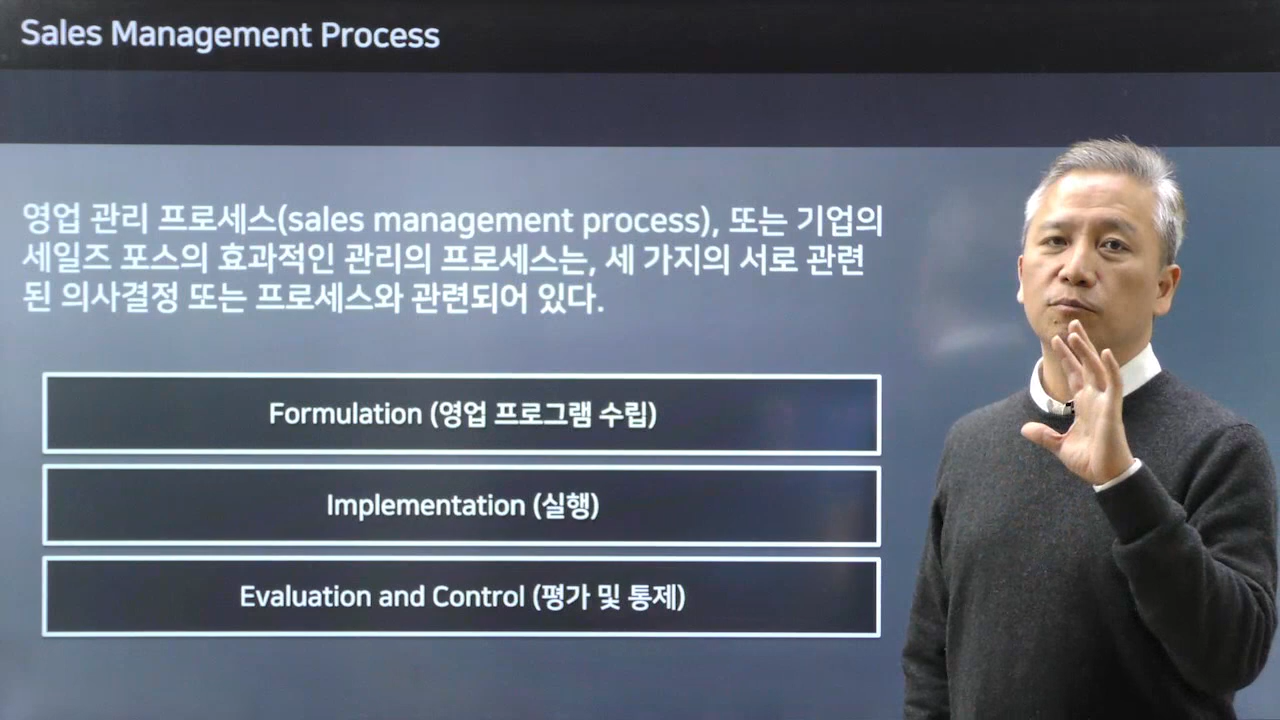 Sales Management Process
영업 관리 프로세스(sales management process), 또는 기업의
세일즈 포스의 효과적인 관리의 프로세스는, 세 가지의 서로 관련
된 의사결정 또는 프로세스와 관련되어 있다.
Formulation (영업 프로그램 수립)
Implementation (실행)
Evaluation and Control (평가 및 통제)